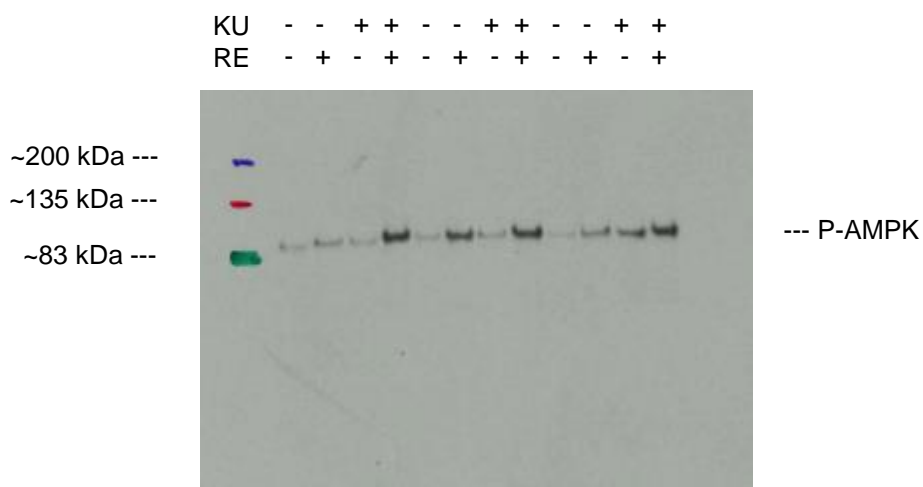 KU - - + + - - + + - - + +
RE - + - + - + - + - + - +
~200 kDa ---
~135 kDa ---
--- P-AMPK
~83 kDa ---